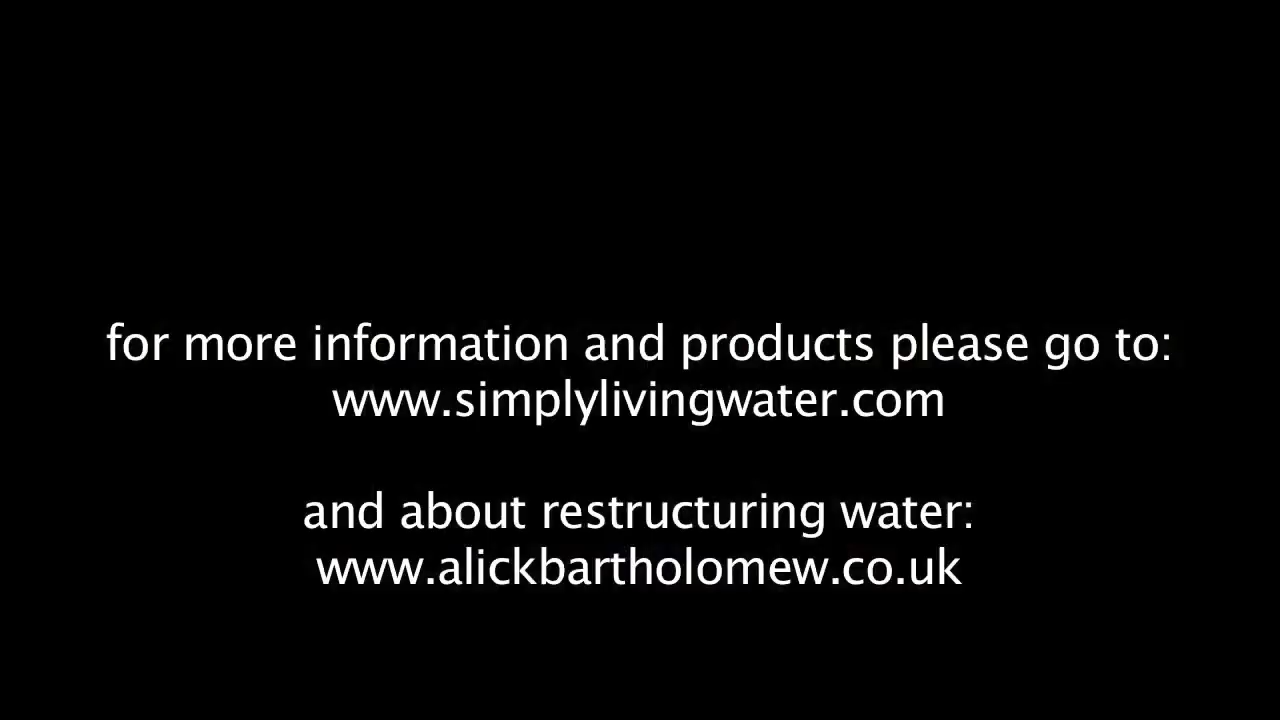 for more information and products please go to:
www.simplylivingwater.com
and about restructuring water:
www.alickbartholomew.co.uk